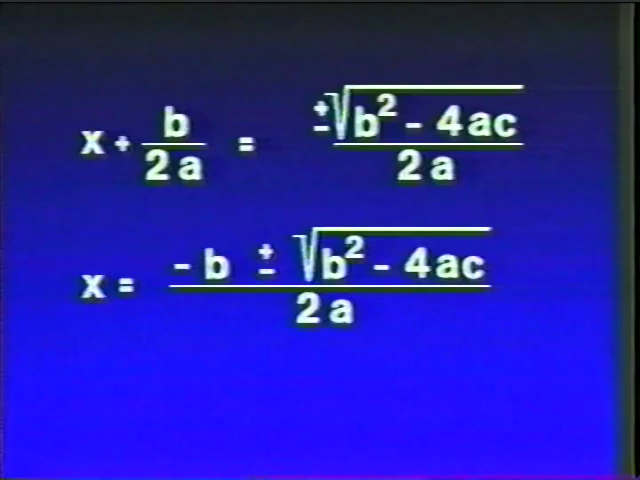 x + b/2a = ±√b² - 4ac/2a
x = -b ± √b² - 4ac/2a